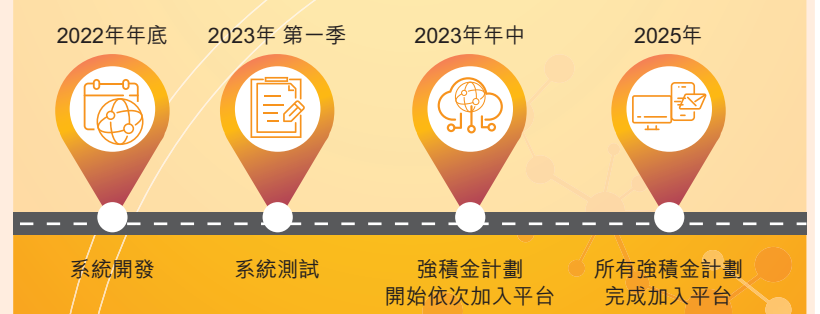 2022年年底
2023年 第一季
2023年年中
2025年
系統開發
系統測試
強積金計劃
開始依次加入平台
所有強積金計劃
完成加入平台